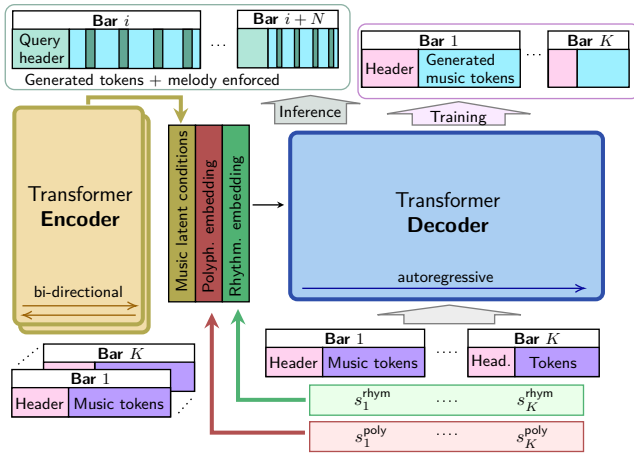 Bar i
Bar i + N
Query
header
...
Generated tokens + melody enforced
Bar 1
Bar K
Header
Generated
music tokens
...
Inference
Training
Transformer
Encoder
bi-directional
Music latent conditions
Polyph. embedding
Rhythm. embedding
Transformer
Decoder
autoregressive
Bar K
Bar 1
Header
Music tokens
Bar 1
Header
Music tokens
....
Bar K
Head.
Tokens
s_1^rhym .... s_K^rhym
s_1^poly .... s_K^poly